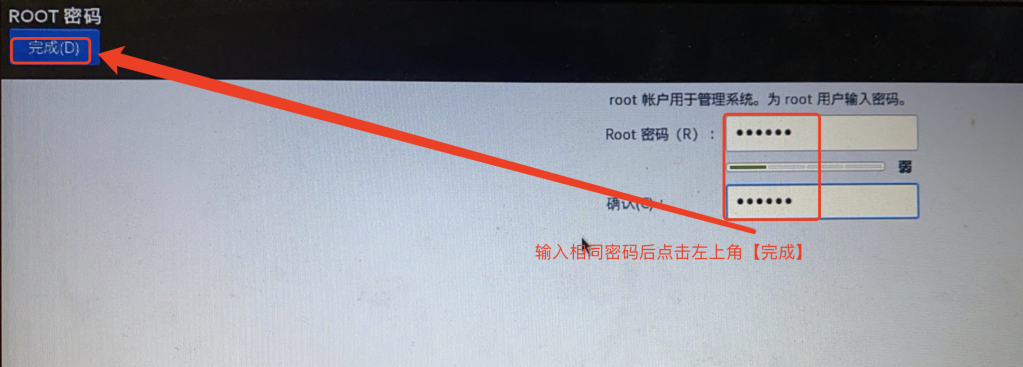 ROOT 密码
完成(D)
root 帐户用于管理系统。为 root 用户输入密码。
Root 密码（R）：
••••••
弱
确认(C)：
••••••
输入相同密码后点击左上角【完成】